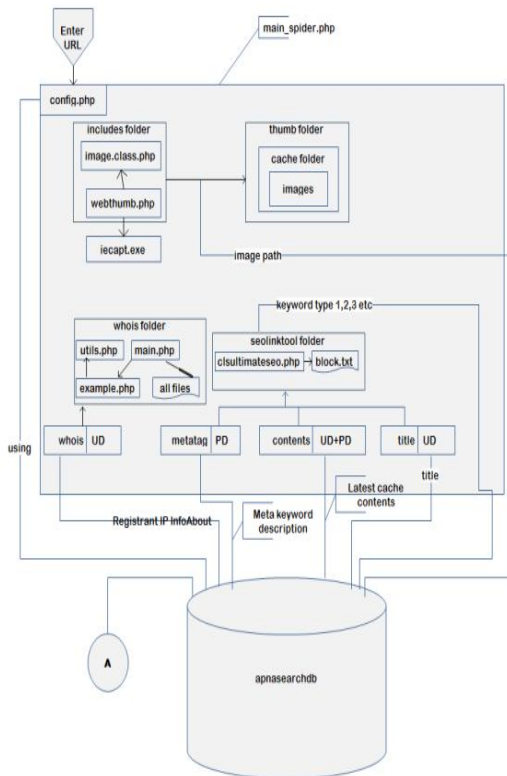 Enter
URL
main_spider.php
config.php
includes folder
image.class.php
webthumb.php
iecapt.exe
thumb folder
cache folder
images
image path
keyword type 1,2,3 etc
whois folder
utils.php
main.php
example.php
all files
seolinktool folder
clsultimateseo.php
block.txt
using
whois UD
metatag PD
contents UD+PD
title UD
title
Registrant IP InfoAbout
Meta keyword
description
Latest cache
contents
A
apnasearchdb